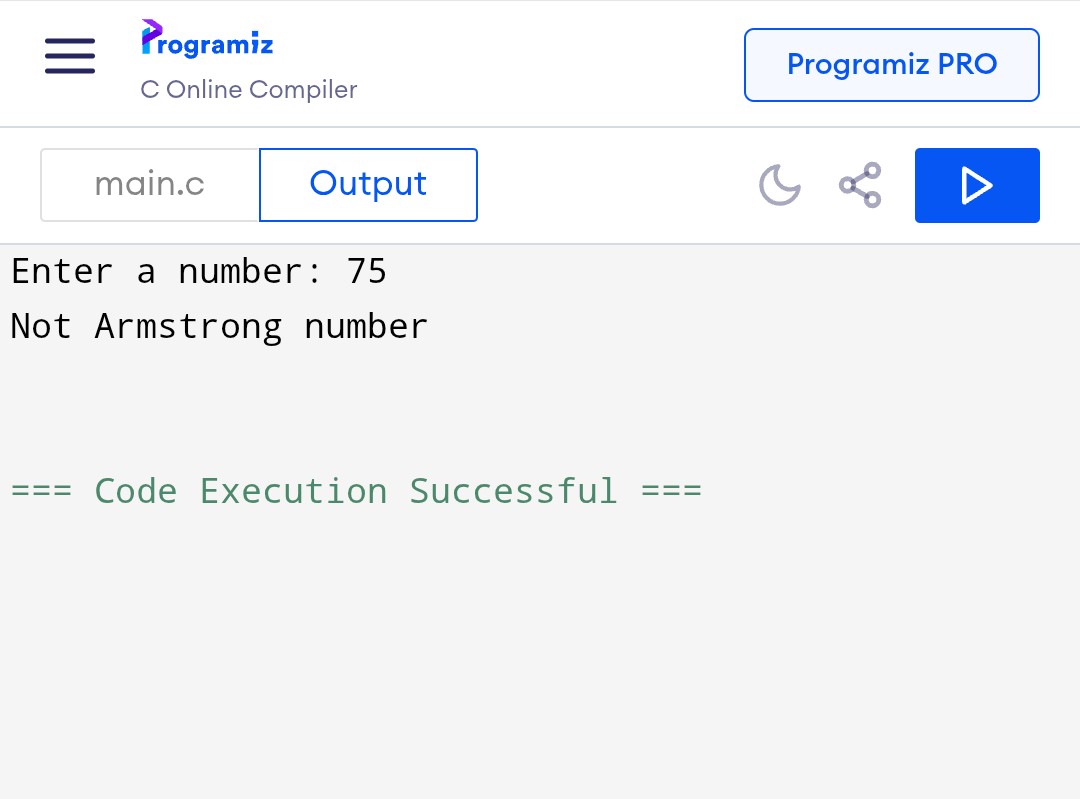 Programiz
C Online Compiler
Programiz PRO
main.c
Output
Enter a number: 75
Not Armstrong number
=== Code Execution Successful ===